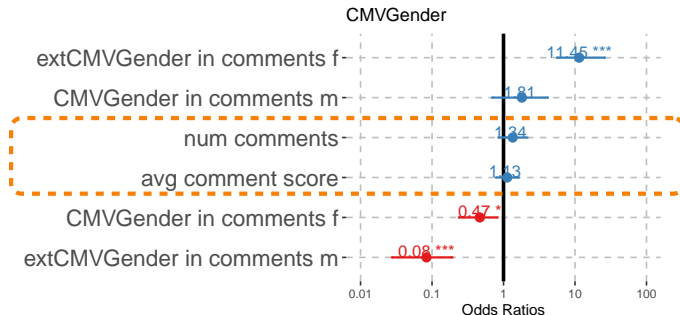 CMVGender
extCMVGender in comments f
11.45 ***
CMVGender in comments m
1.81
num comments
1.34
avg comment score
1.13
CMVGender in comments f
0.47 *
extCMVGender in comments m
0.08 ***
0.01 0.1 1 10 100
Odds Ratios